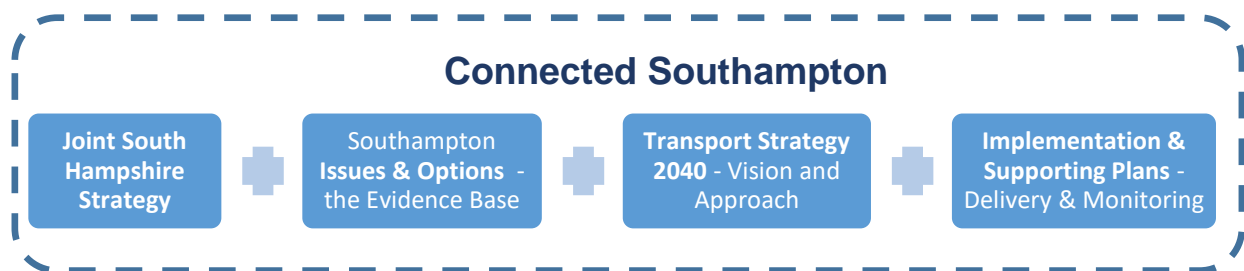 Connected Southampton
Joint South
Hampshire
Strategy
Southampton
Issues & Options -
the Evidence Base
Transport Strategy
2040 - Vision and
Approach
Implementation &
Supporting Plans -
Delivery & Monitoring